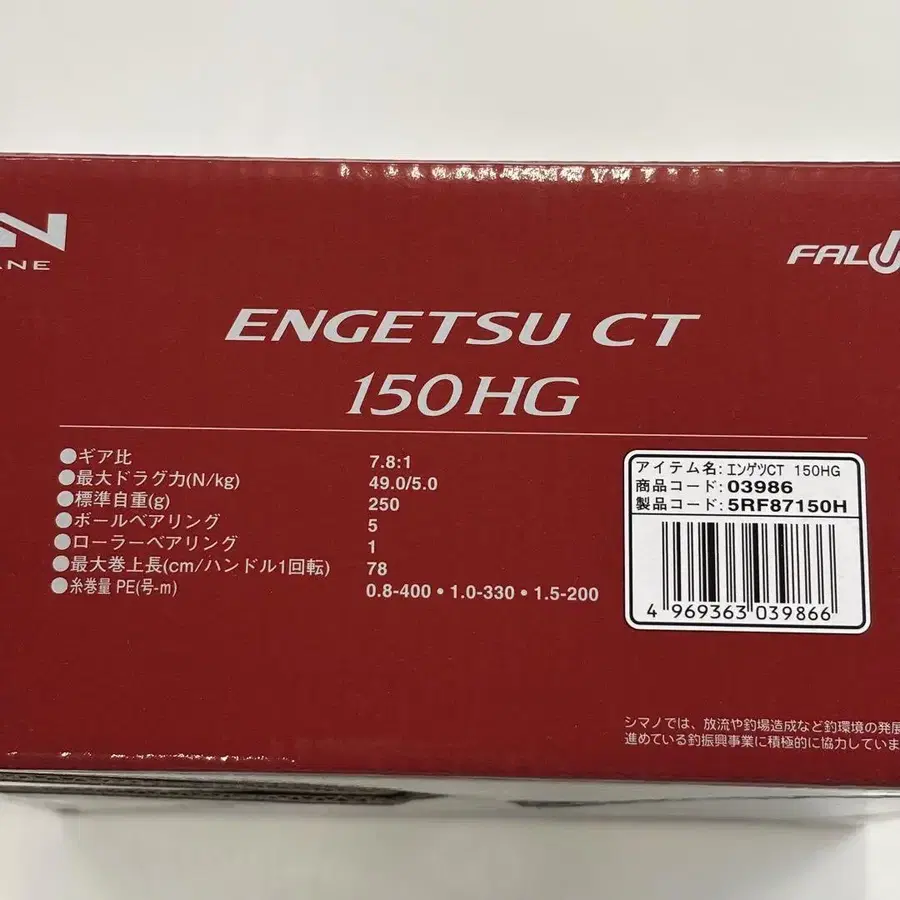 ANE
ENGETSU CT
150HG
●ギア比 7.8:1
●最大ドラグ力(N/kg) 49.0/5.0
●標準自重(g) 250
●ボールベアリング 5
●ローラーベアリング 1
●最大巻上長(cm/ハンドル1回転) 78
●糸巻量 PE(号-m) 0.8-400・1.0-330・1.5-200
アイテム名: エンゲツCT 150HG
商品コード: 03986
製品コード: 5RF87150H
4 969363 039866
シマノでは、放流や釣場造成など釣環境の発展
進めている釣振興事業に積極的に協力していま